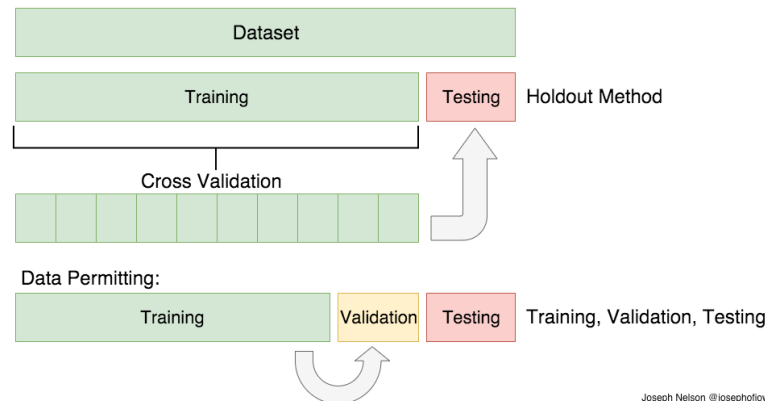 Dataset
Training Testing Holdout Method
Cross Validation
Data Permitting:
Training Validation Testing Training, Validation, Testing
Joseph Nelson